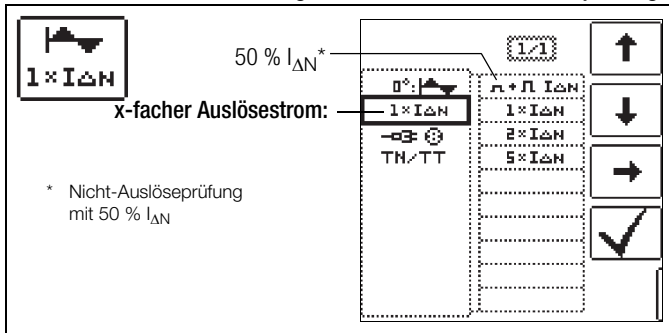 1×IΔN
50 % IΔN*
x-facher Auslösestrom:
* Nicht-Auslöseprüfung
mit 50 % IΔN
1/1
0°:
1×IΔN
TN/TT
⎍+⎍ IΔN
1×IΔN
2×IΔN
5×IΔN